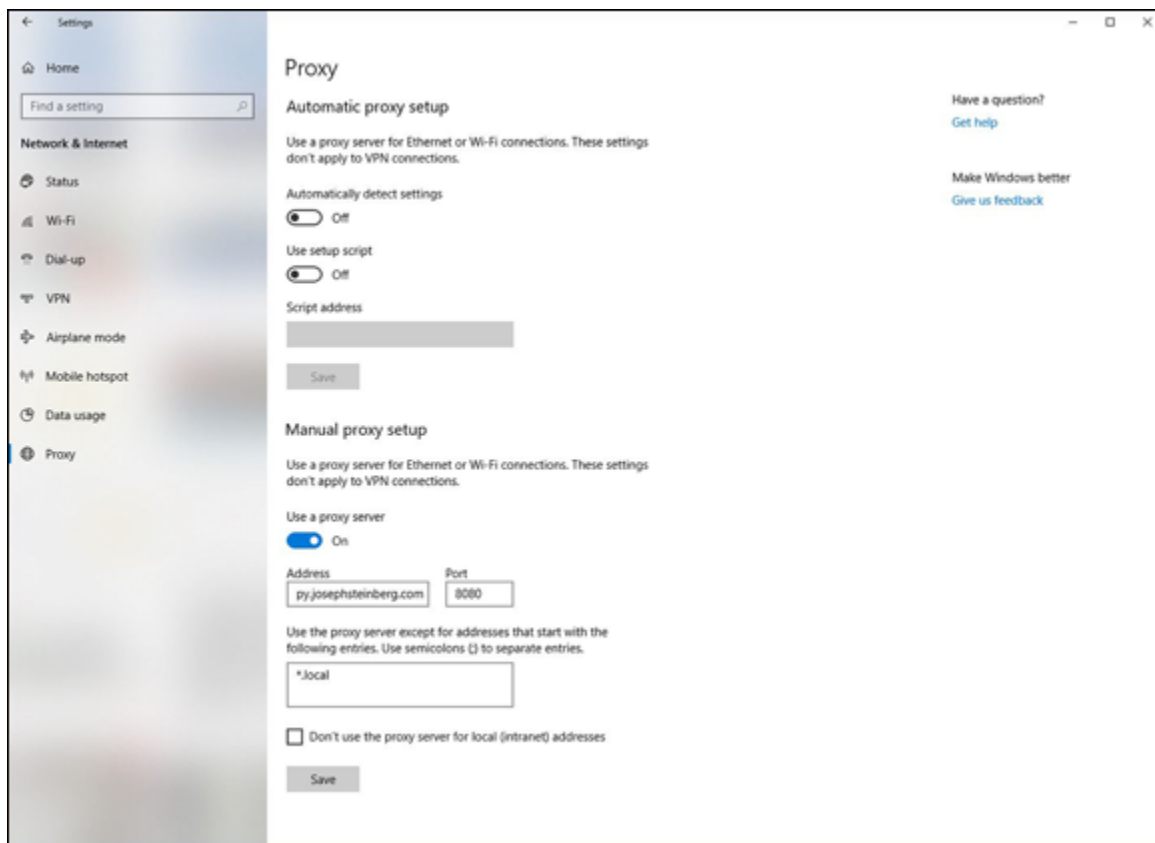 Settings
Home
Find a setting
Network & Internet
Status
Wi-Fi
Dial-up
VPN
Airplane mode
Mobile hotspot
Data usage
Proxy
Proxy
Automatic proxy setup
Use a proxy server for Ethernet or Wi-Fi connections. These settings
don't apply to VPN connections.
Automatically detect settings
Off
Use setup script
Off
Script address
Save
Manual proxy setup
Use a proxy server for Ethernet or Wi-Fi connections. These settings
don't apply to VPN connections.
Use a proxy server
On
Address Port
py.josephsteinberg.com 8080
Use the proxy server except for addresses that start with the
following entries. Use semicolons (;) to separate entries.
*.local
Don't use the proxy server for local (intranet) addresses
Save
Have a question?
Get help
Make Windows better
Give us feedback